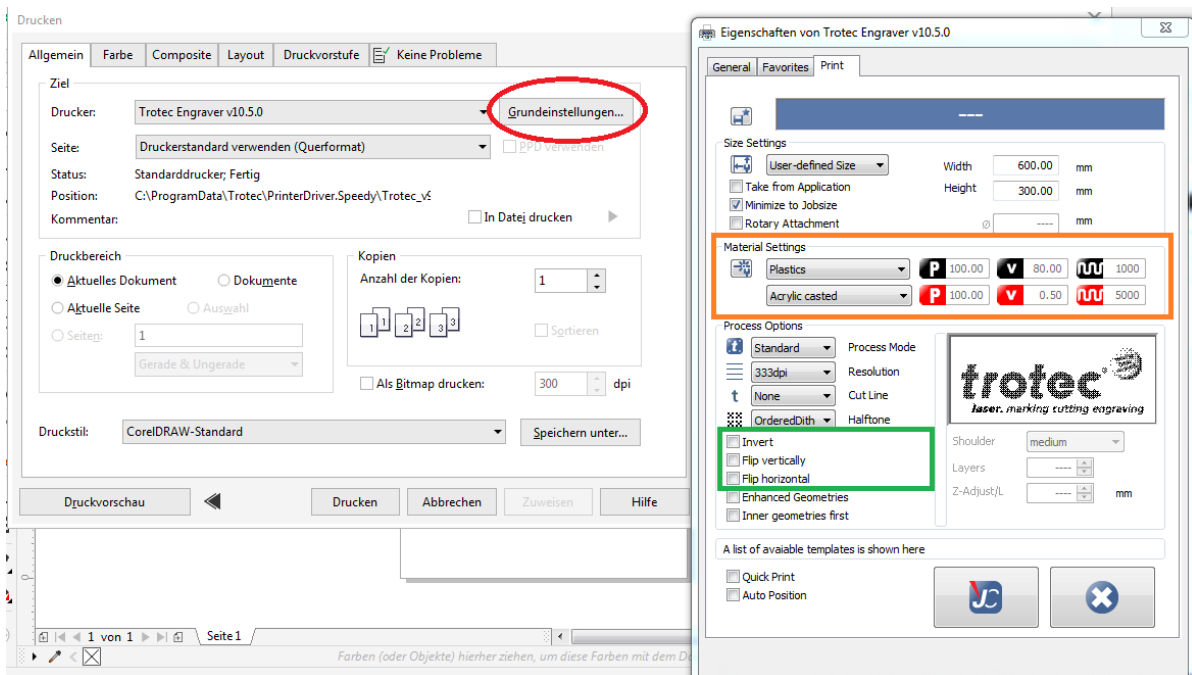 Drucken
Allgemein Farbe Composite Layout Druckvorstufe Keine Probleme
Ziel
Drucker: Trotec Engraver v10.5.0 Grundeinstellungen...
Seite: Druckerstandard verwenden (Querformat) PPD verwenden
Status: Standarddrucker; Fertig
Position: C:\ProgramData\Trotec\PrinterDriver.Speedy\Trotec_v9
Kommentar: In Datei drucken
Druckbereich
Aktuelles Dokument Dokumente
Aktuelle Seite Auswahl
Seiten: 1
Gerade & Ungerade
Kopien
Anzahl der Kopien: 1
1 1 2 2 3 3
Sortieren
Als Bitmap drucken: 300 dpi
Druckstil: CorelDRAW-Standard Speichern unter...
Druckvorschau Drucken Abbrechen Zuweisen Hilfe
1 von 1 Seite 1
Farben (oder Objekte) hierher ziehen, um diese Farben mit dem
Eigenschaften von Trotec Engraver v10.5.0
General Favorites Print
---
Size Settings
User-defined Size Width 600.00 mm
Take from Application Height 300.00 mm
Minimize to Jobsize
Rotary Attachment Ø ---- mm
Material Settings
Plastics P 100.00 V 80.00 1000
Acrylic casted P 100.00 V 0.50 5000
Process Options
Standard Process Mode
333dpi Resolution
None Cut Line
OrderedDith Halftone
Invert
Flip vertically
Flip horizontal
Enhanced Geometries
Inner geometries first
trotec
laser. marking cutting engraving
Shoulder medium
Layers ----
Z-Adjust/L ---- mm
A list of avaiable templates is shown here
Quick Print
Auto Position
JC